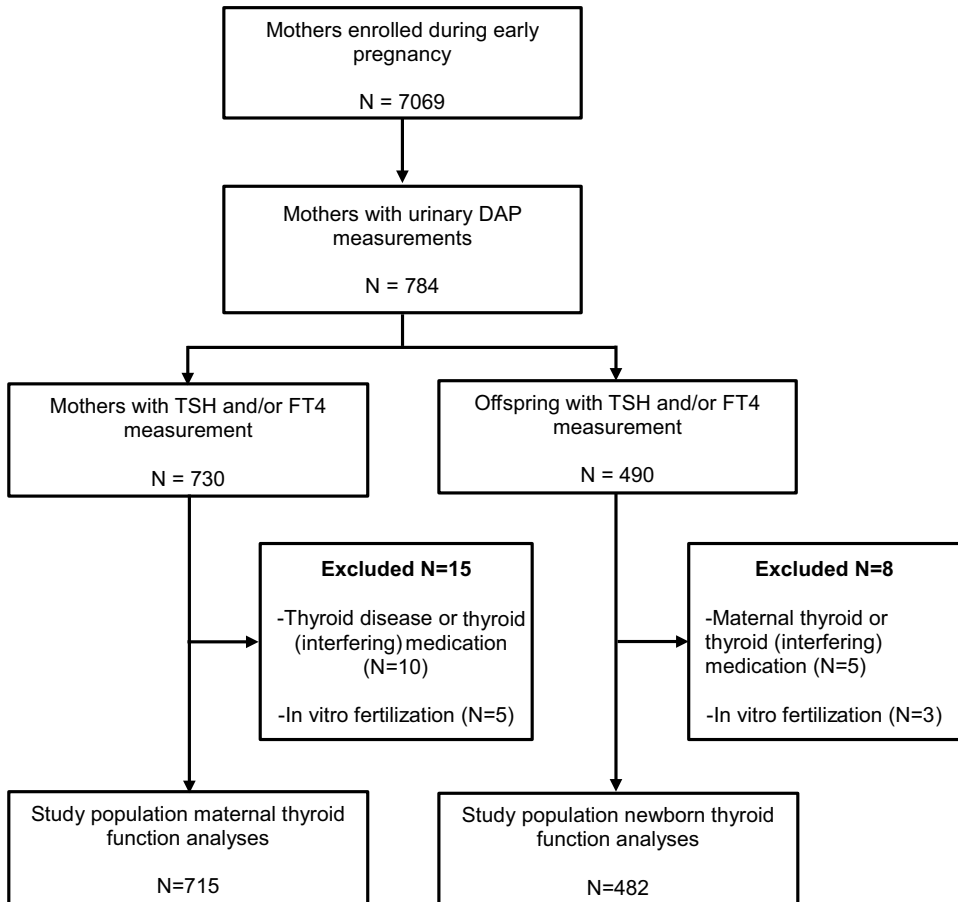 Mothers enrolled during early
pregnancy
N = 7069
Mothers with urinary DAP
measurements
N = 784
Mothers with TSH and/or FT4
measurement
N = 730
Offspring with TSH and/or FT4
measurement
N = 490
Excluded N=15
-Thyroid disease or thyroid
(interfering) medication
(N=10)
-In vitro fertilization (N=5)
Excluded N=8
-Maternal thyroid or
thyroid (interfering)
medication (N=5)
-In vitro fertilization (N=3)
Study population maternal thyroid
function analyses
N=715
Study population newborn thyroid
function analyses
N=482